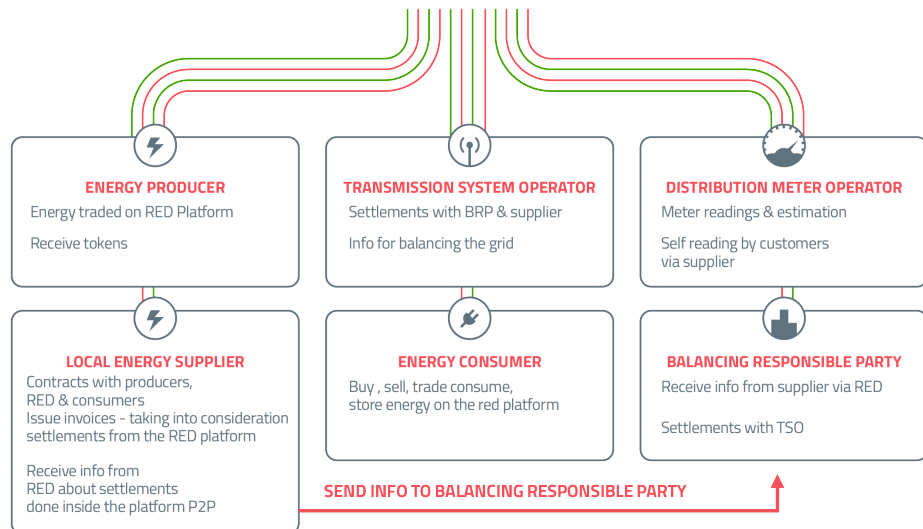 ENERGY PRODUCER
Energy traded on RED Platform
Receive tokens
TRANSMISSION SYSTEM OPERATOR
Settlements with BRP & supplier
Info for balancing the grid
DISTRIBUTION METER OPERATOR
Meter readings & estimation
Self reading by customers
via supplier
LOCAL ENERGY SUPPLIER
Contracts with producers,
RED & consumers
Issue invoices - taking into consideration
settlements from the RED platform
Receive info from
RED about settlements
done inside the platform P2P
ENERGY CONSUMER
Buy , sell, trade consume,
store energy on the red platform
BALANCING RESPONSIBLE PARTY
Receive info from supplier via RED
Settlements with TSO
SEND INFO TO BALANCING RESPONSIBLE PARTY